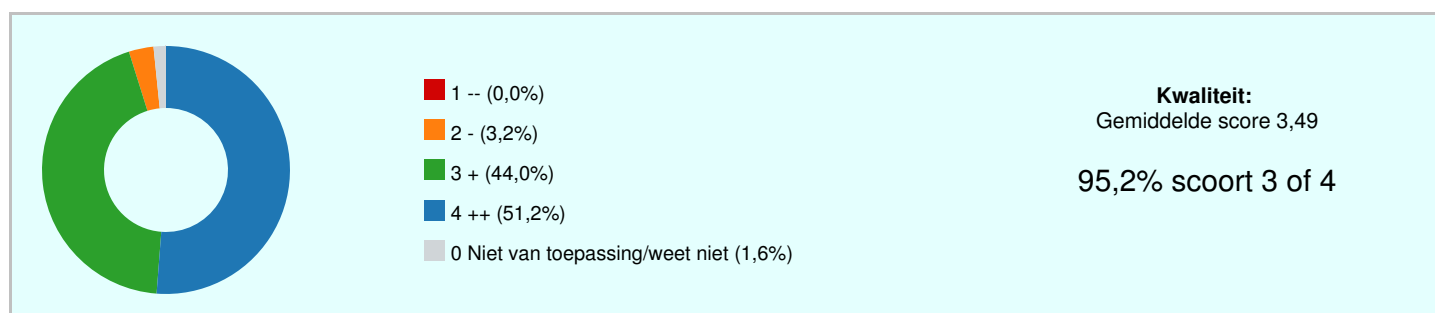 1 -- (0,0%)
2 - (3,2%)
3 + (44,0%)
4 ++ (51,2%)
0 Niet van toepassing/weet niet (1,6%)
Kwaliteit:
Gemiddelde score 3,49
95,2% scoort 3 of 4